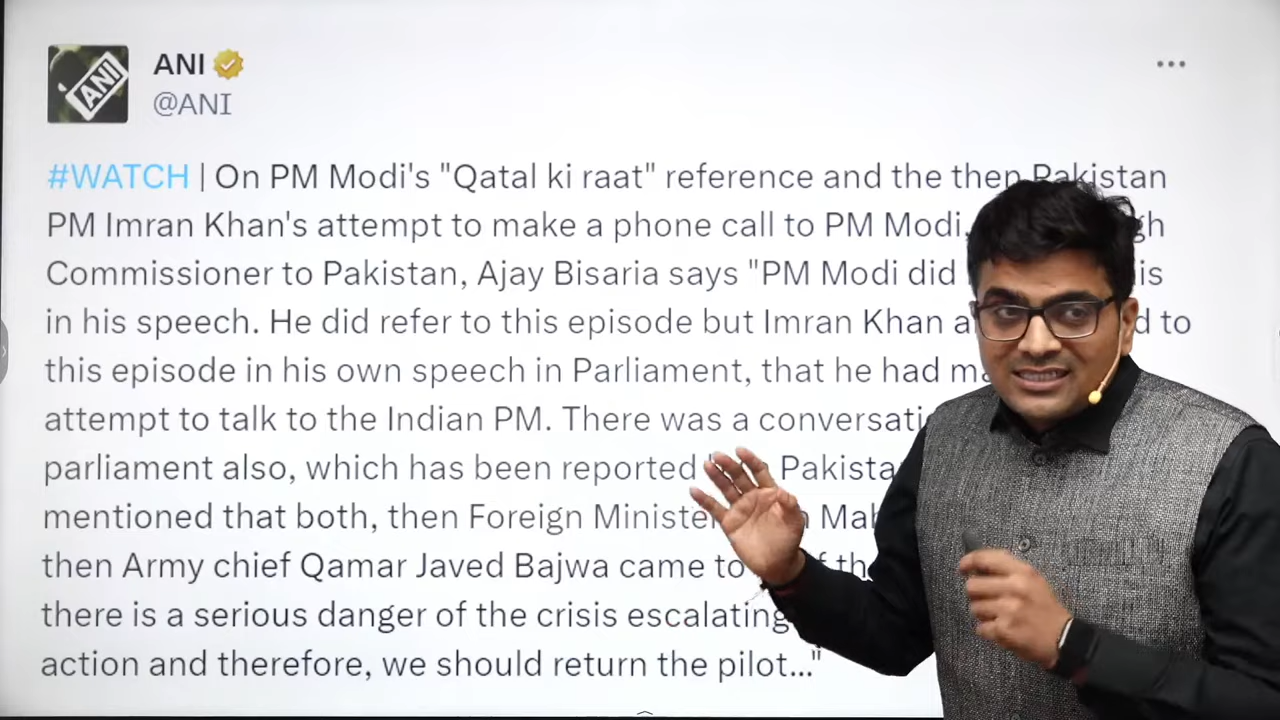 ANI
ANI
@ANI
#WATCH | On PM Modi's "Qatal ki raat" reference and the then Pakistan
PM Imran Khan's attempt to make a phone call to PM Modi,
Commissioner to Pakistan, Ajay Bisaria says "PM Modi did
in his speech. He did refer to this episode but Imran Khan to
this episode in his own speech in Parliament, that he had
attempt to talk to the Indian PM. There was a
parliament also, which has been reported
mentioned that both, then Foreign
then Army chief Qamar Javed Bajwa came to
there is a serious danger of the crisis escalating
action and therefore, we should return the pilot..."